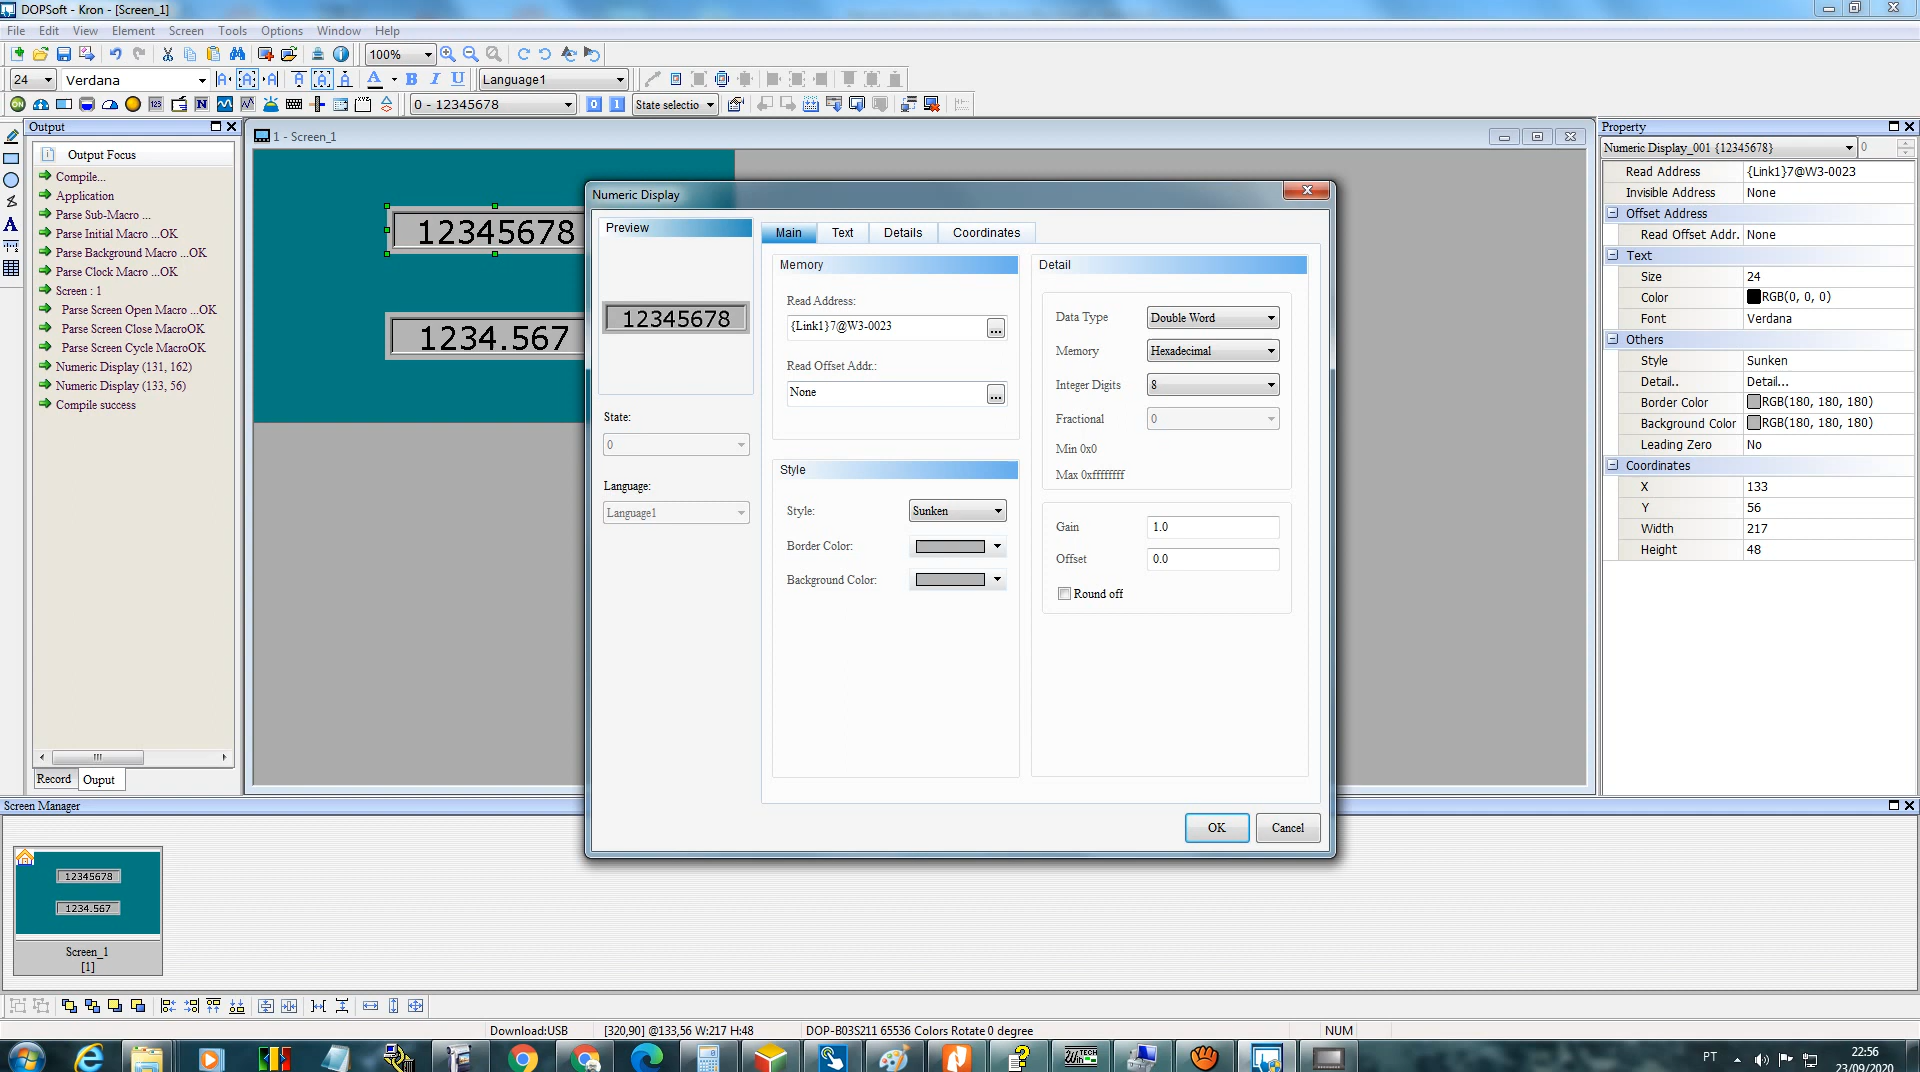 DOPSoft - Kron - [Screen_1]
File Edit View Element Screen Tools Options Window Help
100%
24 Verdana A B I U Language1
0 - 12345678 0 1 State selectio
Output
Output Focus
Compile...
Application
Parse Sub-Macro ...
Parse Initial Macro ...OK
Parse Background Macro ...OK
Parse Clock Macro ...OK
Screen : 1
Parse Screen Open Macro ...OK
Parse Screen Close MacroOK
Parse Screen Cycle MacroOK
Numeric Display (131, 162)
Numeric Display (133, 56)
Compile success
Record Ouput
1 - Screen_1
12345678
1234.567
Numeric Display
Preview
12345678
State:
0
Language:
Language1
Main Text Details Coordinates
Memory
Read Address:
{Link1}7@W3-0023 ...
Read Offset Addr.:
None ...
Style
Style: Sunken
Border Color:
Background Color:
Detail
Data Type Double Word
Memory Hexadecimal
Integer Digits 8
Fractional 0
Min 0x0
Max 0xffffffff
Gain 1.0
Offset 0.0
Round off
OK Cancel
Property
Numeric Display_001 {12345678} 0
Read Address {Link1}7@W3-0023
Invisible Address None
Offset Address
Read Offset Addr. None
Text
Size 24
Color RGB(0, 0, 0)
Font Verdana
Others
Style Sunken
Detail.. Detail...
Border Color RGB(180, 180, 180)
Background Color RGB(180, 180, 180)
Leading Zero No
Coordinates
X 133
Y 56
Width 217
Height 48
Screen Manager
12345678
1234.567
Screen_1
[1]
Download:USB [320,90] @133,56 W:217 H:48 DOP-B03S211 65536 Colors Rotate 0 degree NUM
PT 22:56
23/09/2020